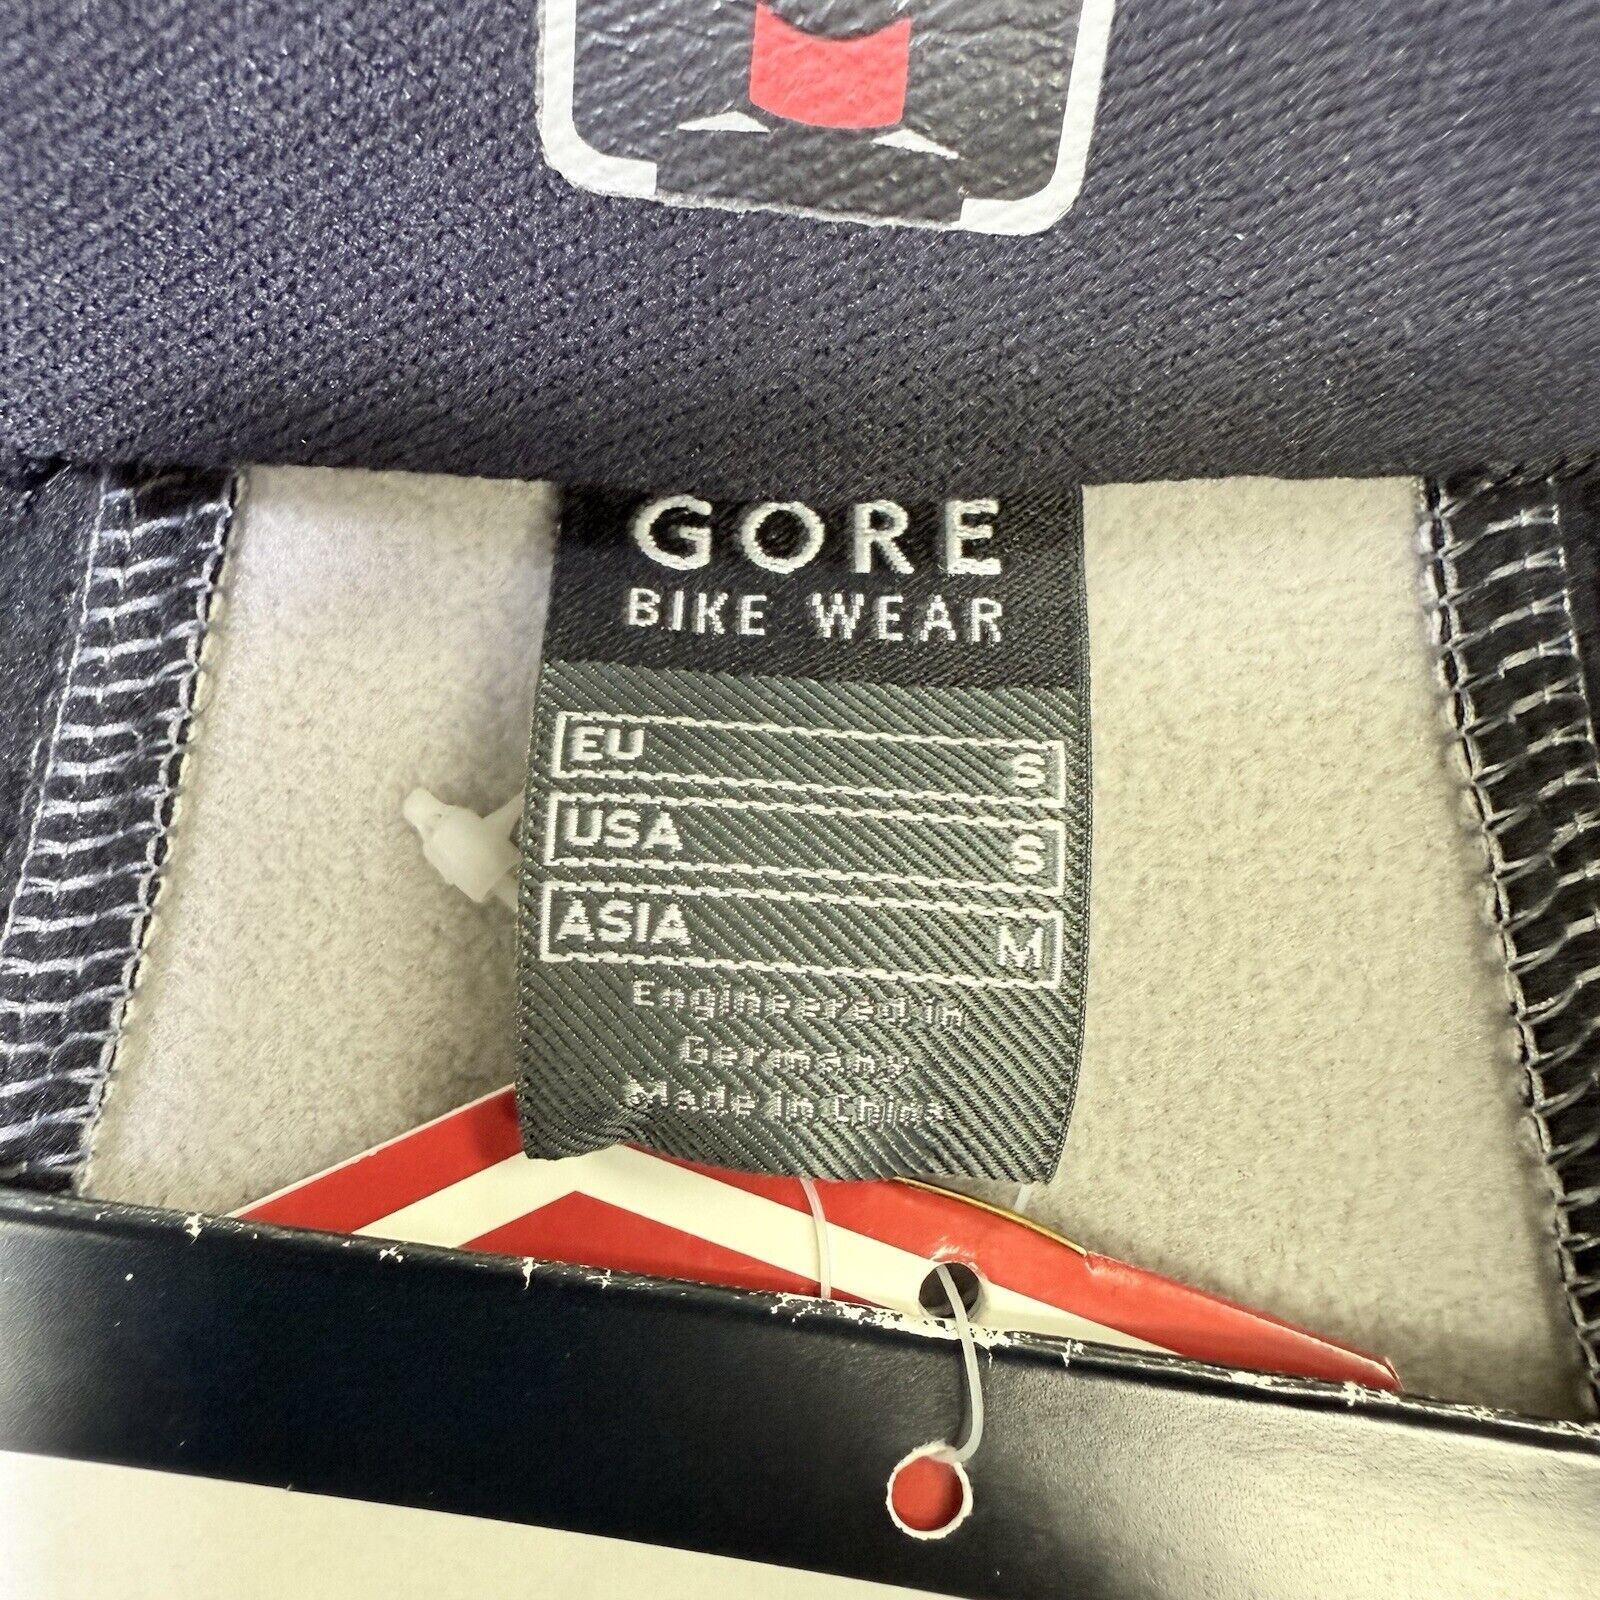 GORE
BIKE WEAR
EU S
USA S
ASIA M
Engineered in
Germany
Made in China